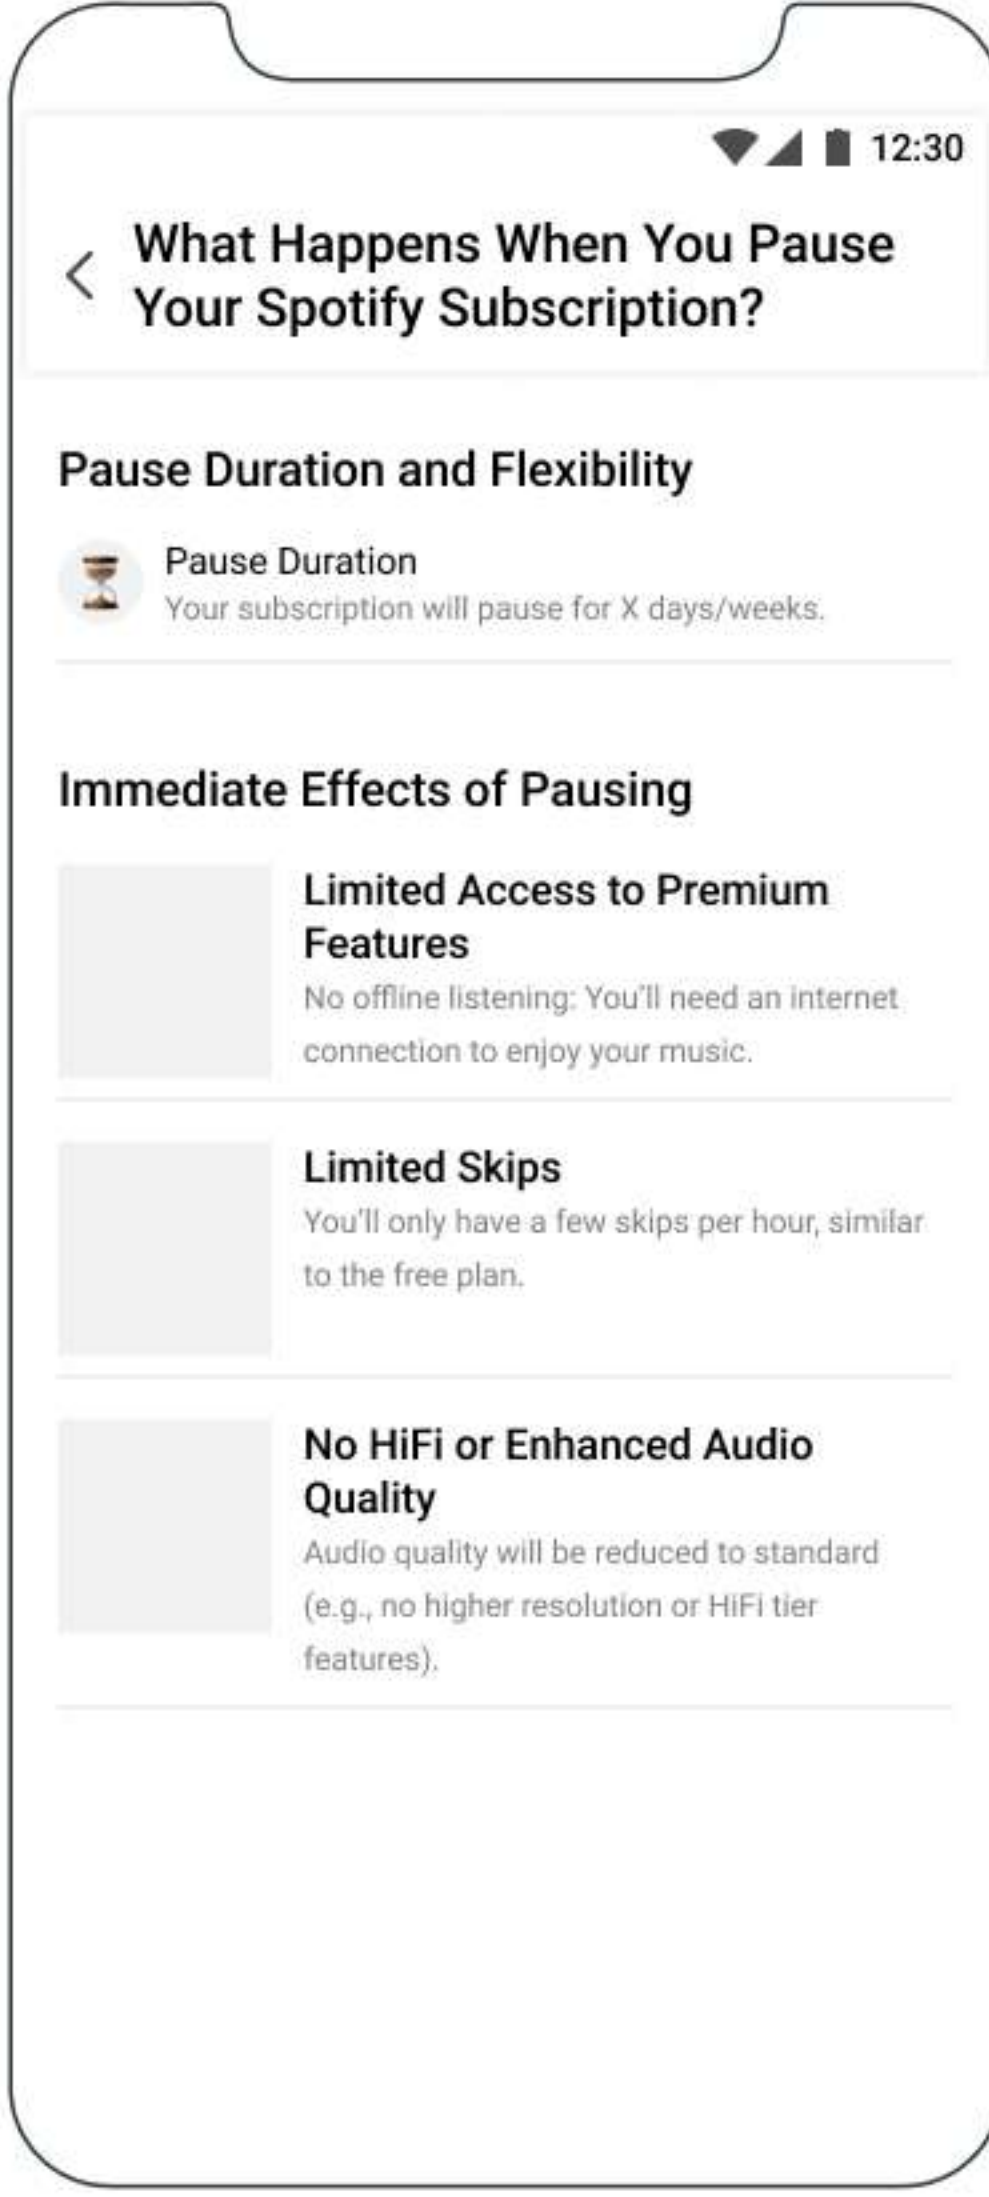 12:30
What Happens When You Pause
Your Spotify Subscription?
Pause Duration and Flexibility
Pause Duration
Your subscription will pause for X days/weeks.
Immediate Effects of Pausing
Limited Access to Premium
Features
No offline listening: You'll need an internet
connection to enjoy your music.
Limited Skips
You'll only have a few skips per hour, similar
to the free plan.
No HiFi or Enhanced Audio
Quality
Audio quality will be reduced to standard
(e.g., no higher resolution or HiFi tier
features).